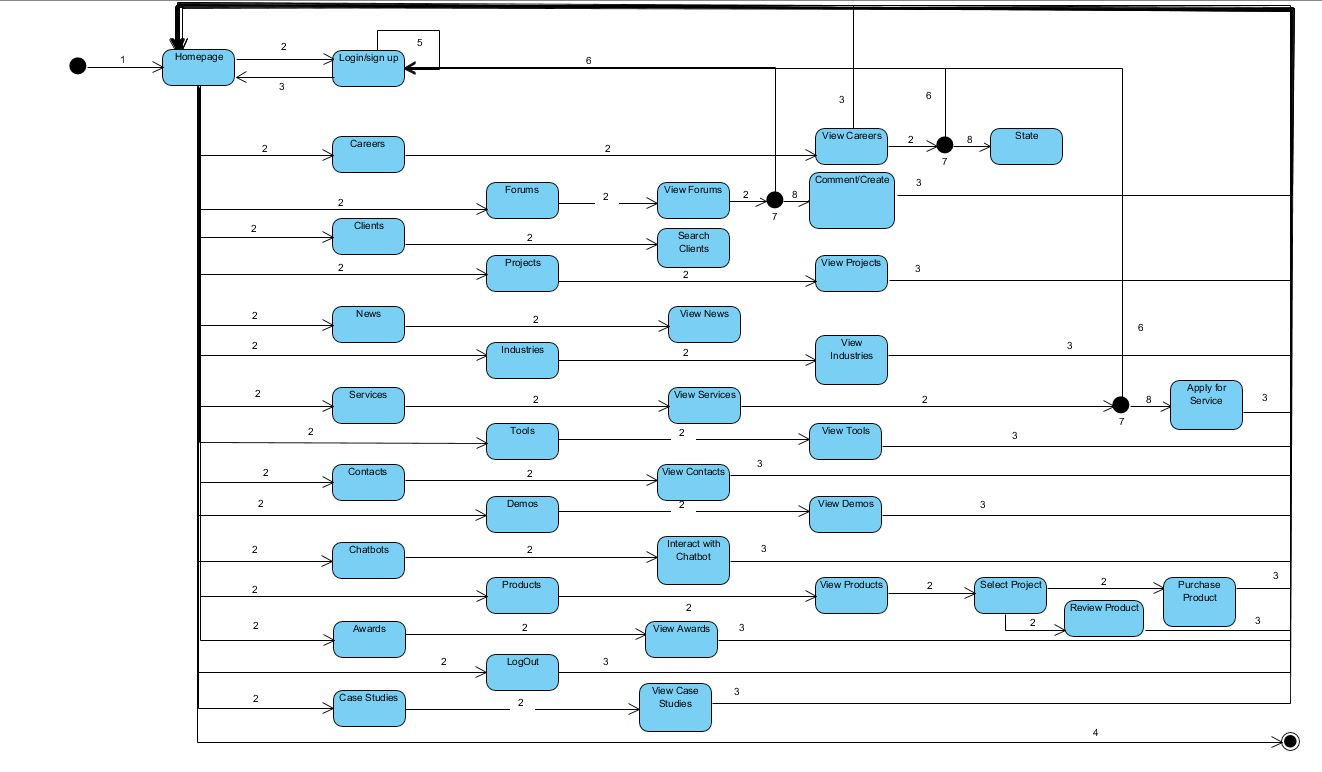 5
1
2
6
Homepage
Login/sign up
3
6
3
View Careers
2
8
State
7
Careers
2
2
Comment/Create
3
Forums
2
View Forums
2
8
7
2
Clients
2
2
Search
Clients
Projects
2
2
View Projects
3
News
2
2
View News
6
Industries
2
2
View
Industries
3
Services
2
2
View Services
2
8
7
Apply for
Service
3
Tools
2
2
View Tools
3
Contacts
2
2
View Contacts
3
Demos
2
2
View Demos
3
Chatbots
2
2
Interact with
Chatbot
3
Products
2
2
View Products
2
Select Project
2
Purchase
Product
3
2
Review Product
3
Awards
2
2
View Awards
3
LogOut
2
3
Case Studies
2
2
View Case
Studies
3
4